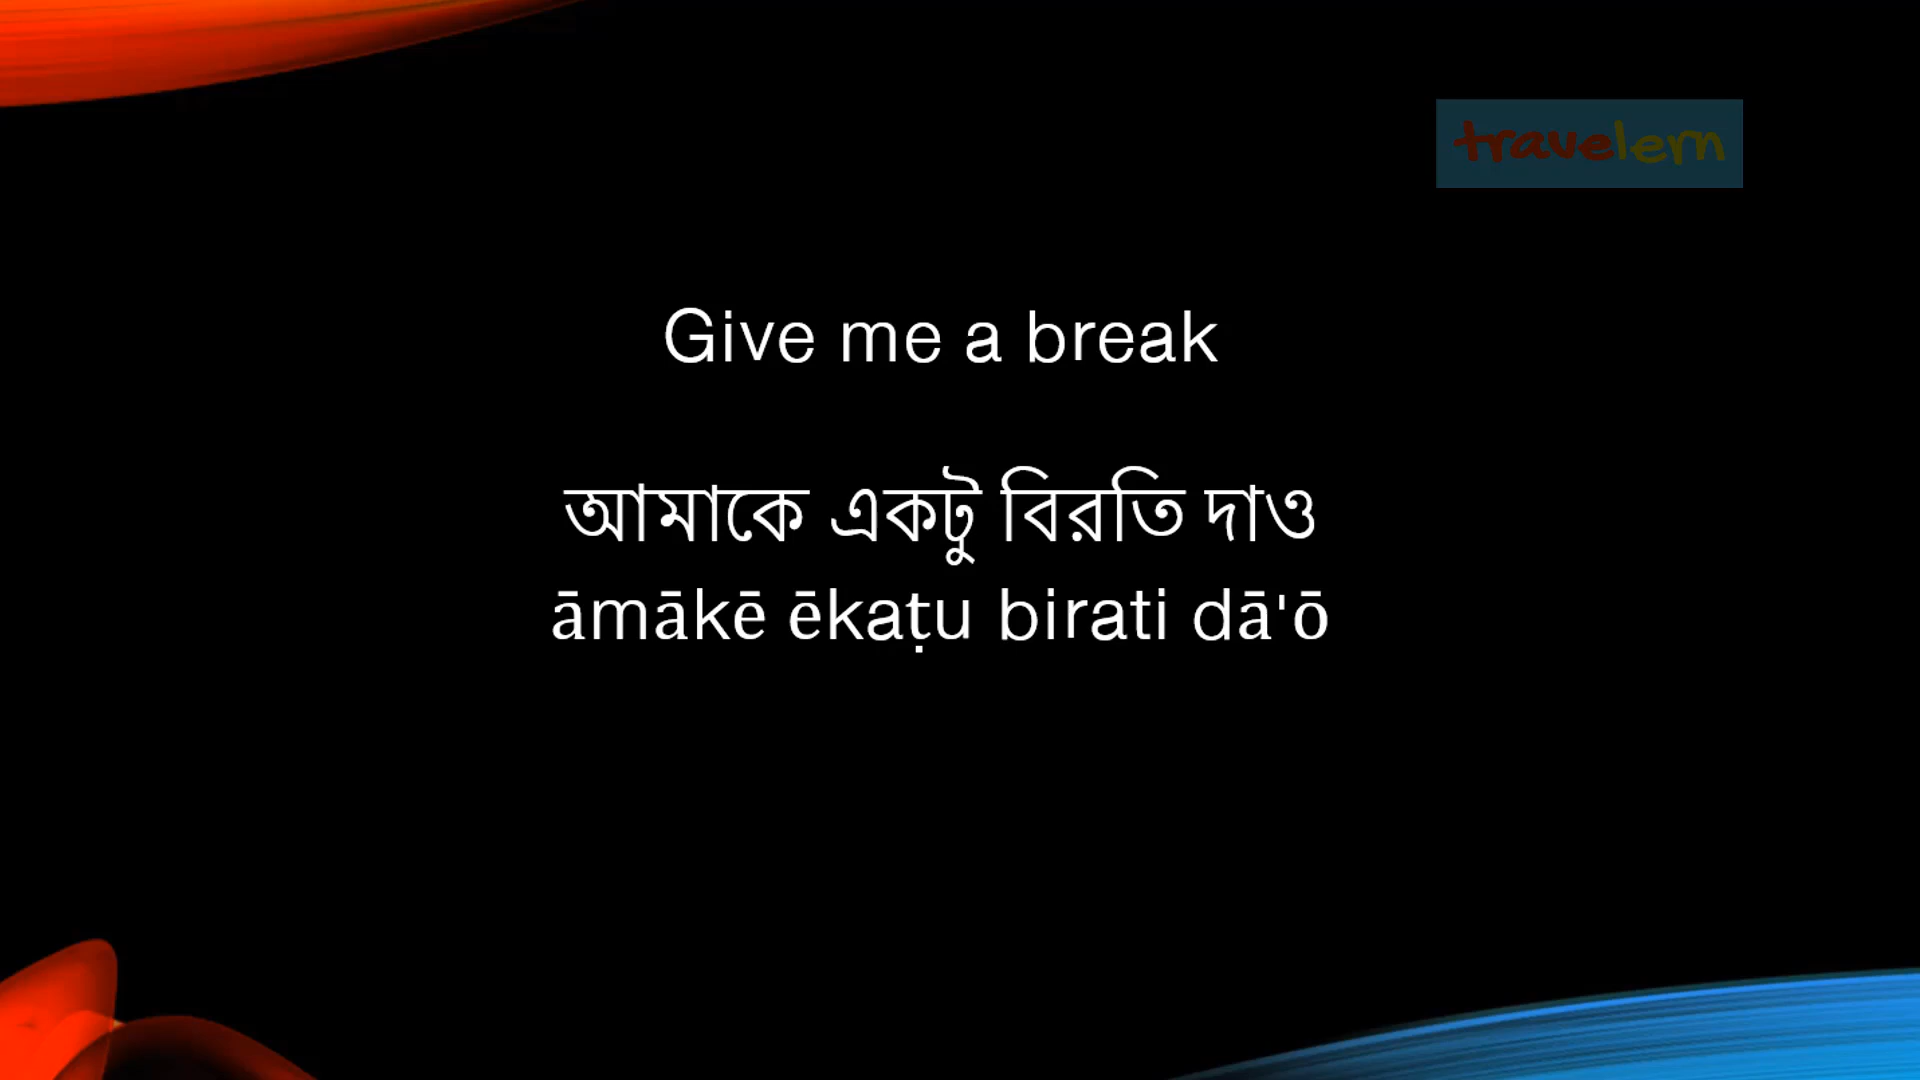 travelern
Give me a break
আমাকে একটু বিরতি দাও
āmākē ēkaṭu birati dā'ō